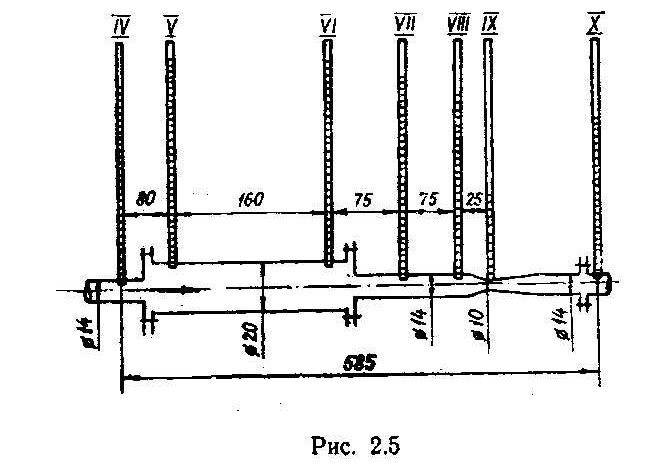 IV V VI VII VIII IX X
80 160 75 75 25
ø14 ø20 ø14 ø10 ø14
585
Рис. 2.5